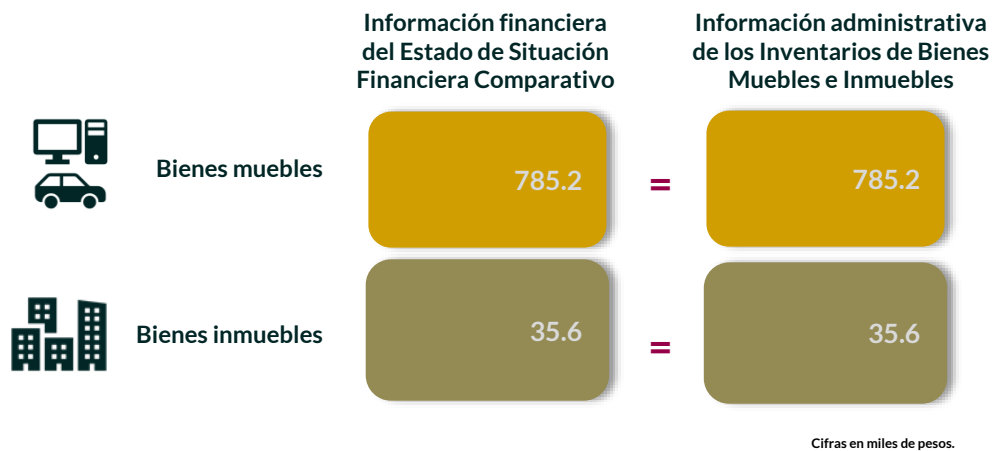 Información financiera
del Estado de Situación
Financiera Comparativo
Información administrativa
de los Inventarios de Bienes
Muebles e Inmuebles
Bienes muebles
785.2
=
785.2
Bienes inmuebles
35.6
=
35.6
Cifras en miles de pesos.